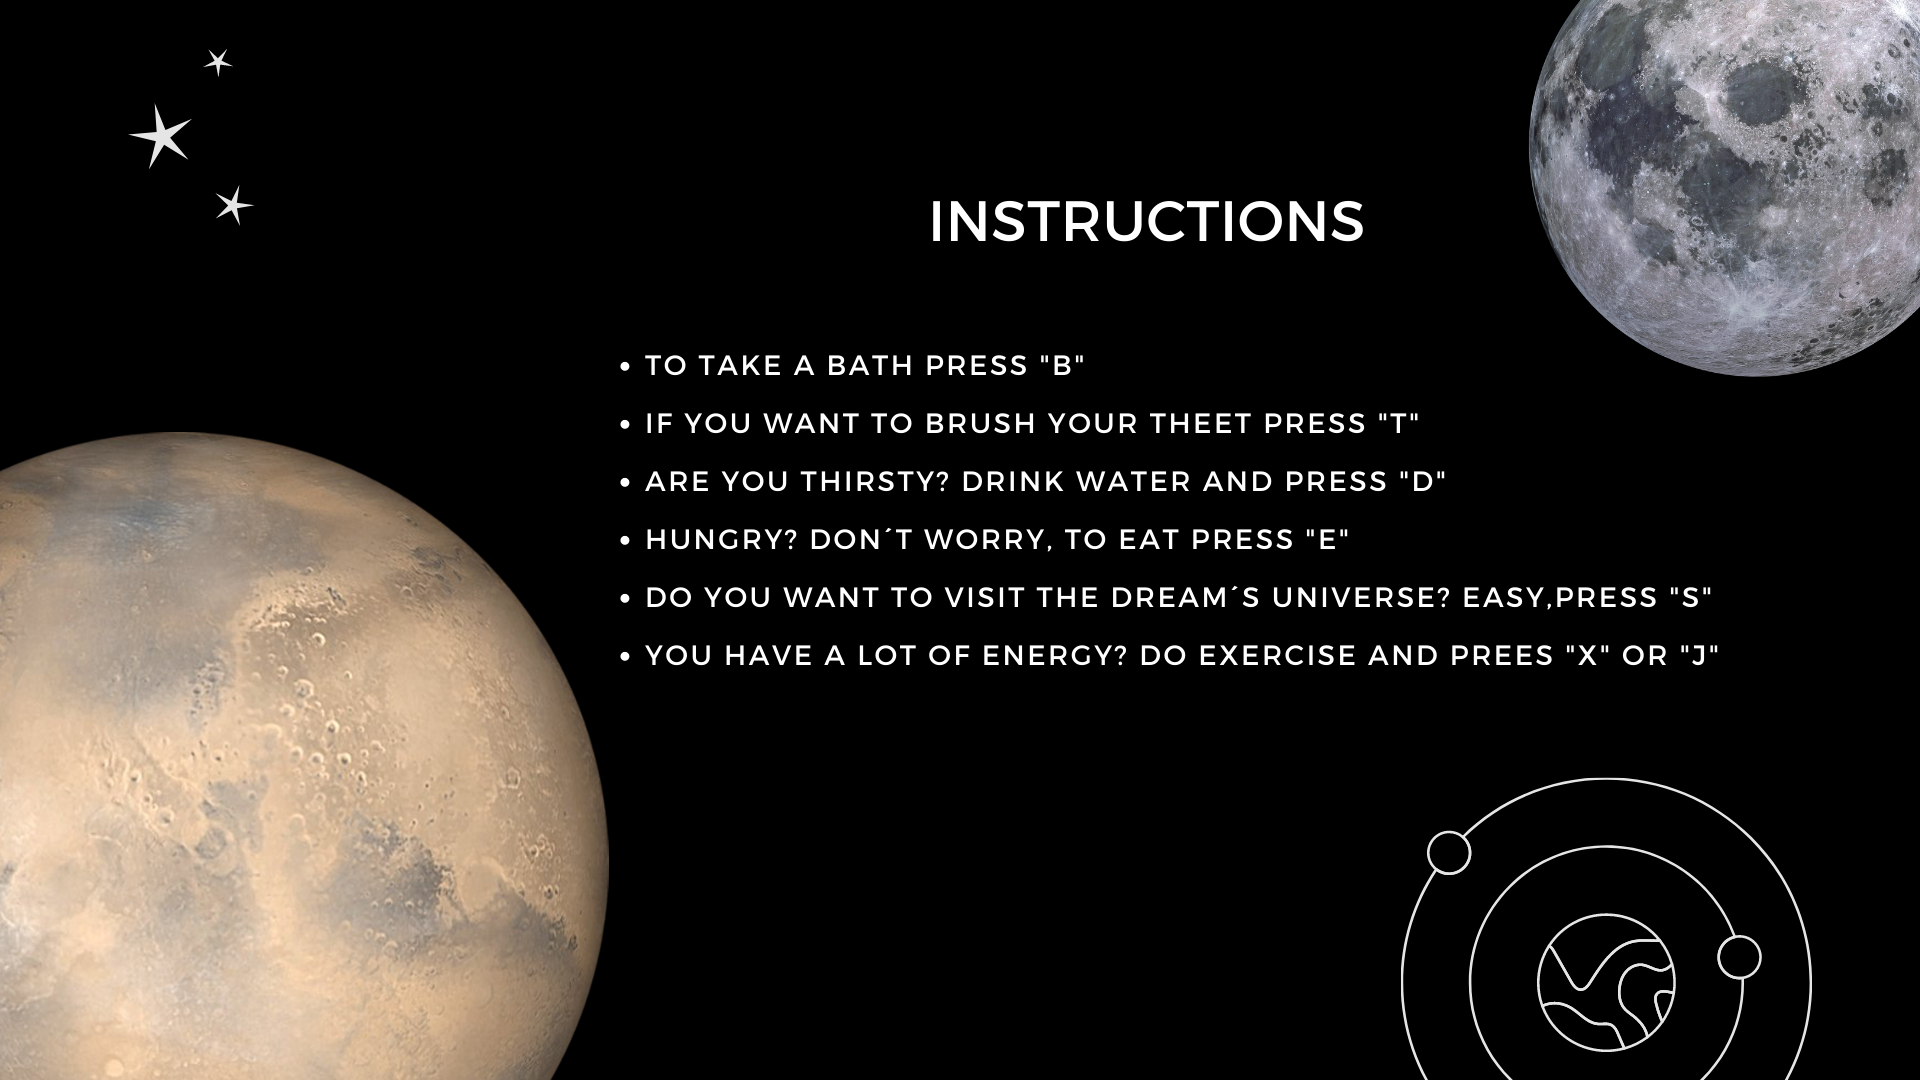 INSTRUCTIONS
• TO TAKE A BATH PRESS "B"
• IF YOU WANT TO BRUSH YOUR THEET PRESS "T"
• ARE YOU THIRSTY? DRINK WATER AND PRESS "D"
• HUNGRY? DON´T WORRY, TO EAT PRESS "E"
• DO YOU WANT TO VISIT THE DREAM´S UNIVERSE? EASY,PRESS "S"
• YOU HAVE A LOT OF ENERGY? DO EXERCISE AND PREES "X" OR "J"